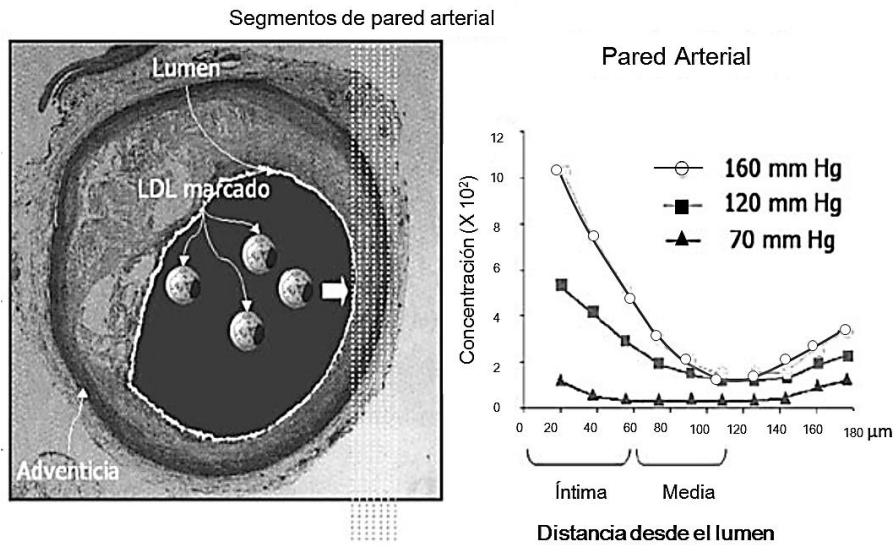 Segmentos de pared arterial
Lumen
LDL marcado
Adventicia
Pared Arterial
12
10
8
6
4
2
0
Concentración (X 10²)
160 mm Hg
120 mm Hg
70 mm Hg
0 20 40 60 80 100 120 140 160 180 μm
Íntima Media
Distancia desde el lumen